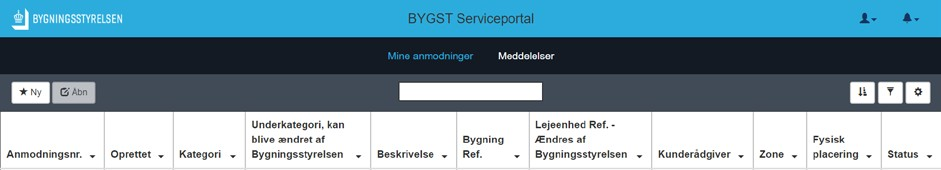 BYGNINGSSTYRELSEN
BYGST Serviceportal
Mine anmodninger Meddelelser
Ny Åbn
Anmodningsnr. Oprettet Kategori
Underkategori, kan
blive ændret af
Bygningsstyrelsen
Beskrivelse
Bygning
Ref.
Lejeenhed Ref. -
Ændres af
Bygningsstyrelsen
Kunderådgiver Zone
Fysisk
placering
Status